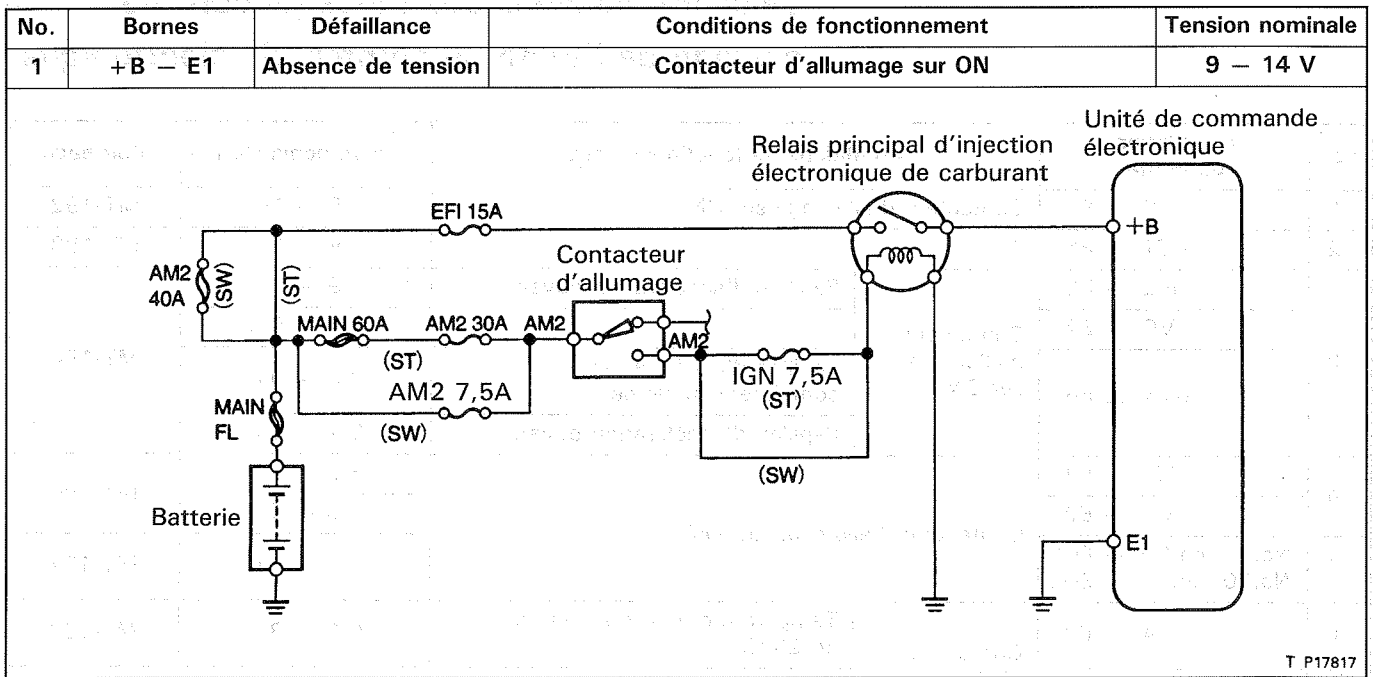 No. Bornes Défaillance Conditions de fonctionnement Tension nominale
1 +B — E1 Absence de tension Contacteur d'allumage sur ON 9 — 14 V
Unité de commande
électronique
Relais principal d'injection
électronique de carburant
EFI 15A
+B
Contacteur
d'allumage
AM2
40A
(SW)
(ST)
MAIN 60A
AM2 30A
AM2
(ST)
AM2
IGN 7,5A
(ST)
AM2 7,5A
(SW)
MAIN
FL
(SW)
Batterie
E1
T P17817